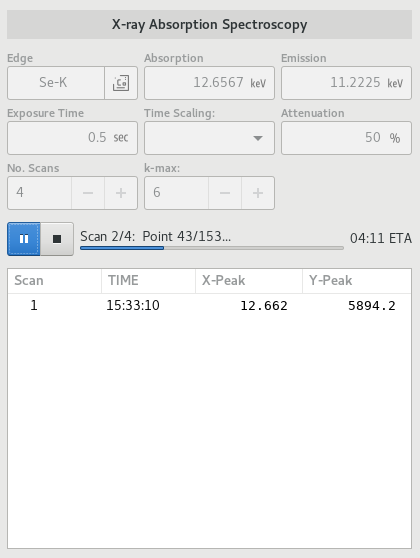 X-ray Absorption Spectroscopy
Edge Absorption Emission
Se-K 12.6567 keV 11.2225 keV
Exposure Time Time Scaling: Attenuation
0.5 sec 50 %
No. Scans k-max:
4 − + 6 − +
Scan 2/4: Point 43/153... 04:11 ETA
Scan TIME X-Peak Y-Peak
1 15:33:10 12.662 5894.2